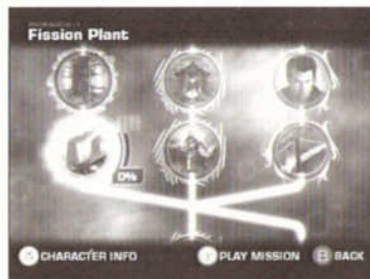 Fission Plant
0%
CHARACTER INFO
PLAY MISSION
B BACK